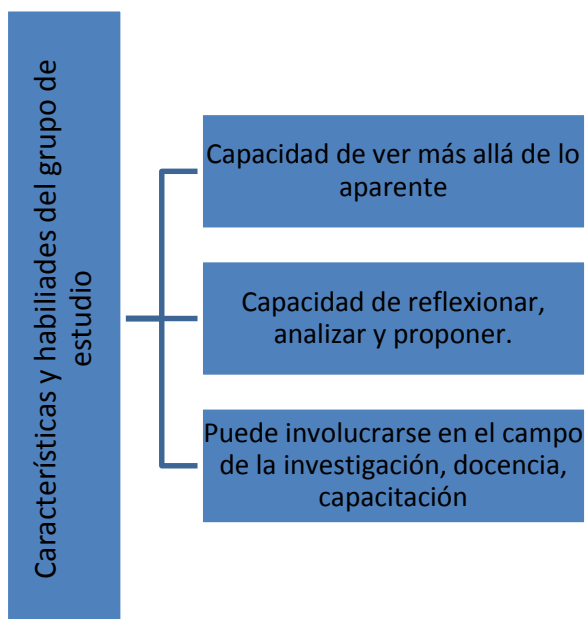 Características y habiliades del grupo de
estudio
Capacidad de ver más allá de lo
aparente
Capacidad de reflexionar,
analizar y proponer.
Puede involucrarse en el campo
de la investigación, docencia,
capacitación